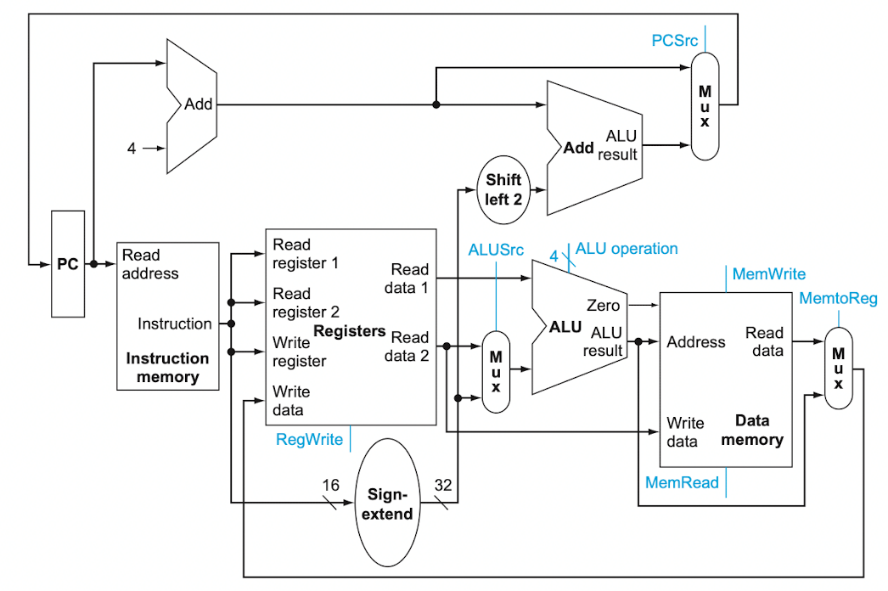 PCSrc
M
u
x
Add
4
Add
ALU
result
Shift
left 2
PC
Read
address
Instruction
Instruction
memory
Read
register 1
Read
register 2
Write
register
Write
data
Registers
Read
data 1
Read
data 2
RegWrite
16
Sign-
extend
32
ALUSrc
M
u
x
4
ALU operation
Zero
ALU
ALU
result
MemWrite
Address
Read
data
Write
data
Data
memory
MemRead
MemtoReg
M
u
x